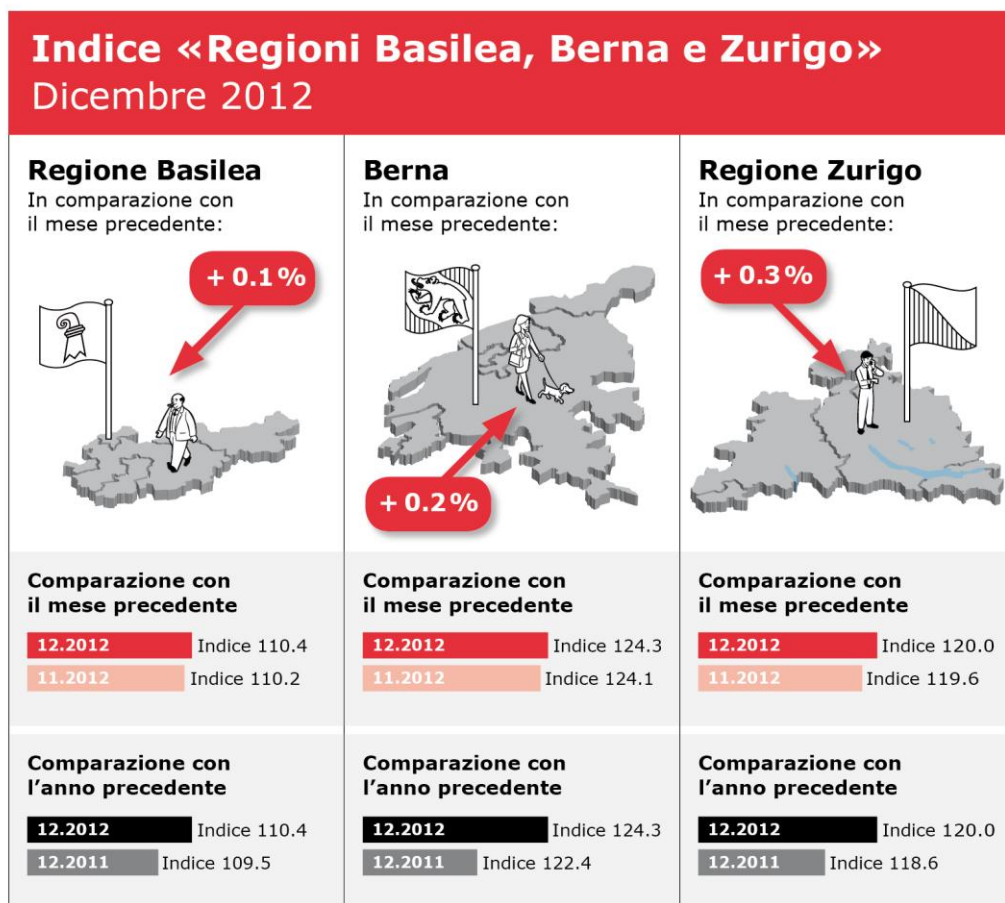 Indice «Regioni Basilea, Berna e Zurigo»
Dicembre 2012
Regione Basilea
In comparazione con
il mese precedente:
+ 0.1 %
Comparazione con
il mese precedente
12.2012 Indice 110.4
11.2012 Indice 110.2
Comparazione con
l’anno precedente
12.2012 Indice 110.4
12.2011 Indice 109.5
Berna
In comparazione con
il mese precedente:
+ 0.2 %
Comparazione con
il mese precedente
12.2012 Indice 124.3
11.2012 Indice 124.1
Comparazione con
l’anno precedente
12.2012 Indice 124.3
12.2011 Indice 122.4
Regione Zurigo
In comparazione con
il mese precedente:
+ 0.3 %
Comparazione con
il mese precedente
12.2012 Indice 120.0
11.2012 Indice 119.6
Comparazione con
l’anno precedente
12.2012 Indice 120.0
12.2011 Indice 118.6